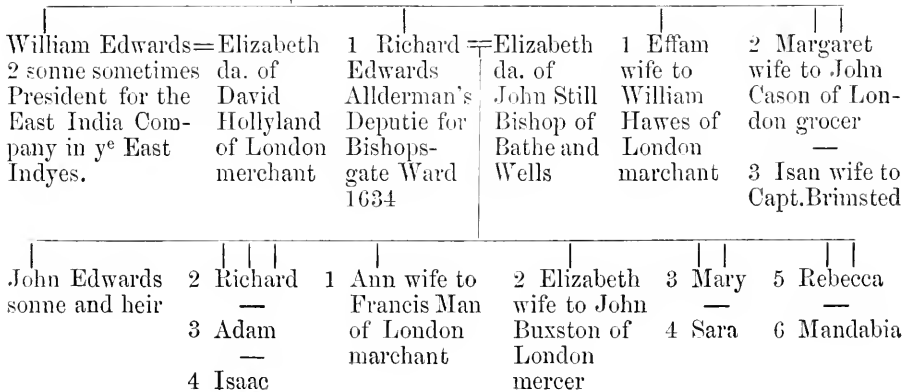 William Edwards=Elizabeth
2 sonne sometimes da. of
President for the David
East India Com- Hollyland
pany in yᵉ East of London
Indyes. merchant
1 Richard =Elizabeth
Edwards da. of
Allderman's John Still
Deputie for Bishop of
Bishops- Bathe and
gate Ward Wells
1634
1 Effam
wife to
William
Hawes of
London
marchant
2 Margaret
wife to John
Cason of Lon-
don grocer
—
3 Isan wife to
Capt. Brimsted
John Edwards
sonne and heir
2 Richard
—
3 Adam
—
4 Isaac
1 Ann wife to
Francis Man
of London
marchant
2 Elizabeth
wife to John
Buxston of
London
mercer
3 Mary
—
4 Sara
5 Rebecca
—
6 Mandabia